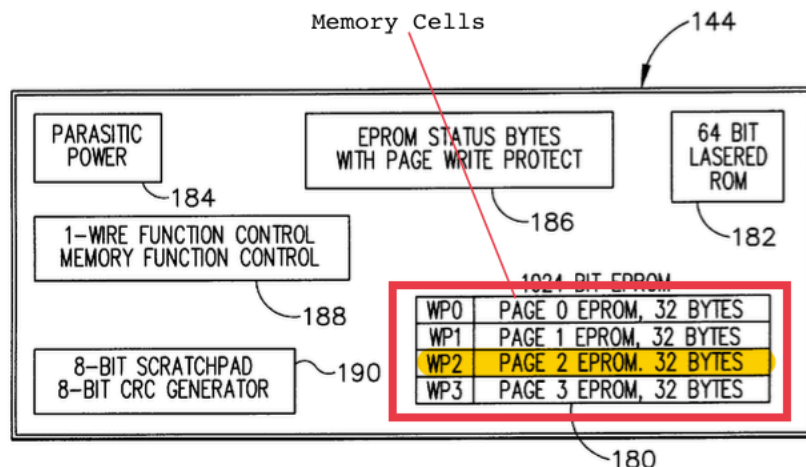 Memory Cells
144
PARASITIC
POWER
184
EPROM STATUS BYTES
WITH PAGE WRITE PROTECT
186
64 BIT
LASERED
ROM
182
1-WIRE FUNCTION CONTROL
MEMORY FUNCTION CONTROL
188
1024 BIT EPROM
WP0 PAGE 0 EPROM, 32 BYTES
WP1 PAGE 1 EPROM, 32 BYTES
WP2 PAGE 2 EPROM. 32 BYTES
WP3 PAGE 3 EPROM, 32 BYTES
180
8-BIT SCRATCHPAD
8-BIT CRC GENERATOR
190